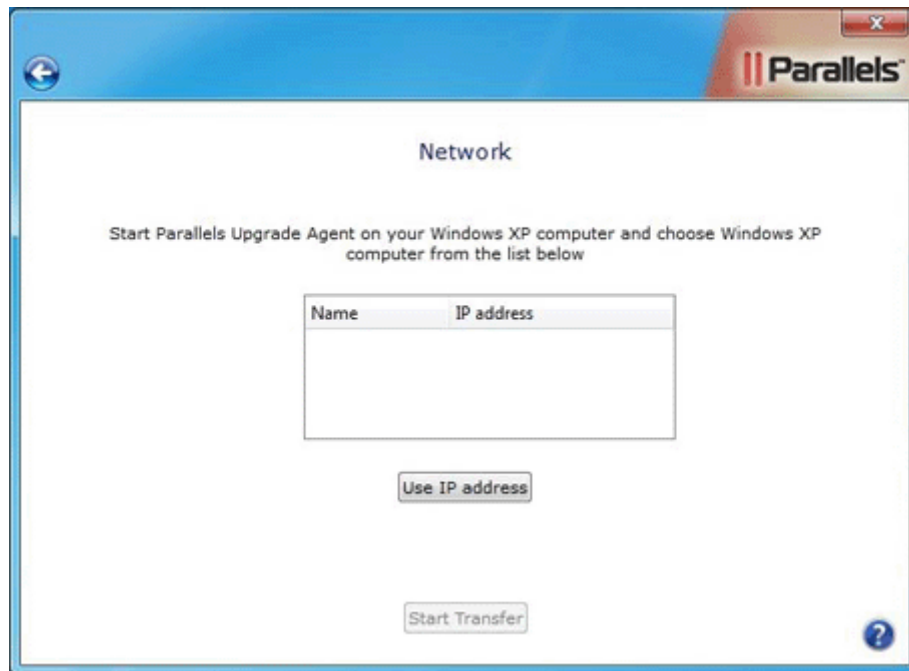 Parallels™
Network
Start Parallels Upgrade Agent on your Windows XP computer and choose Windows XP
computer from the list below
Name IP address
Use IP address
Start Transfer
?